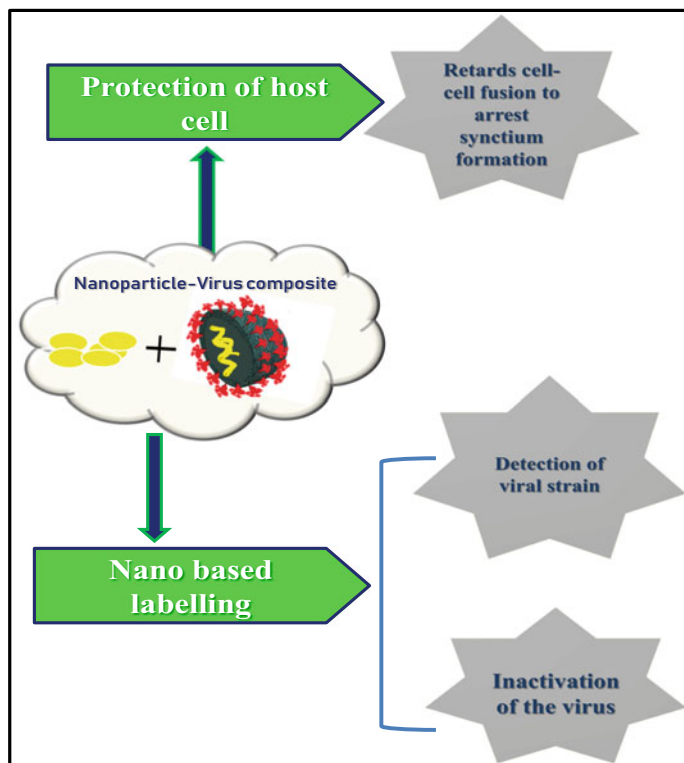 Protection of host
cell
Retards cell-
cell fusion to
arrest
synctium
formation
Nanoparticle-Virus composite
+
Detection of
viral strain
Nano based
labelling
Inactivation
of the virus